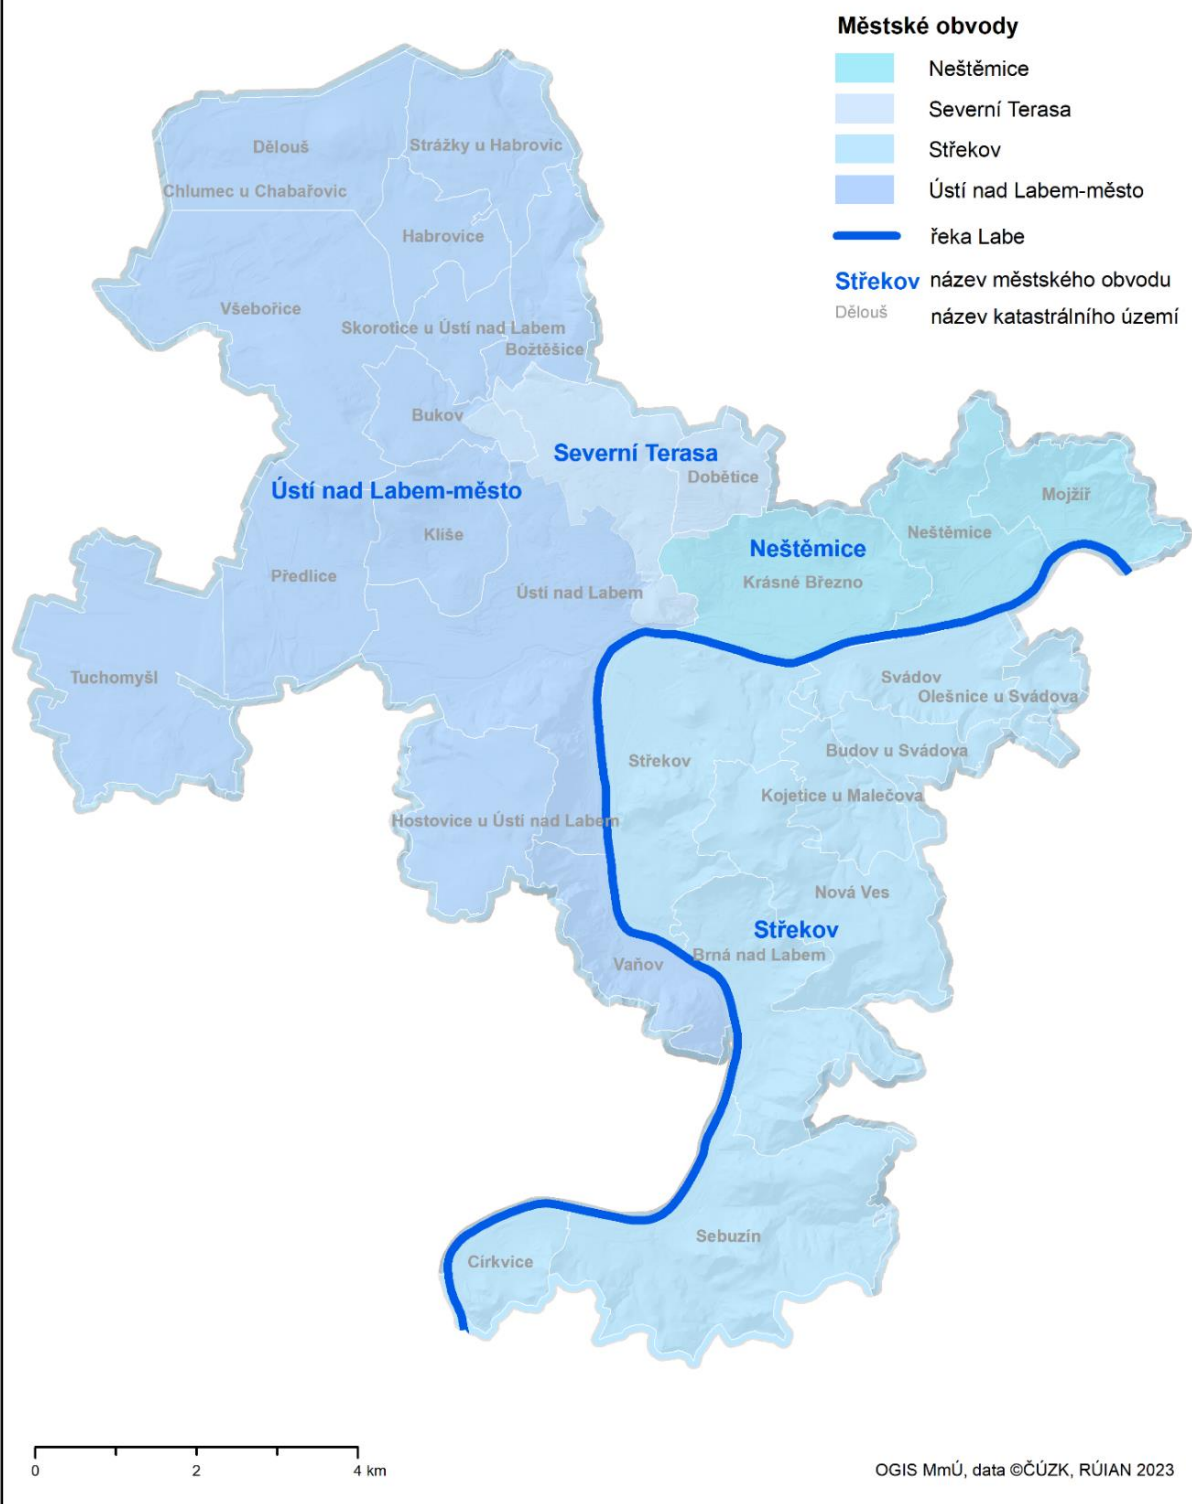 Městské obvody
Neštěmice
Severní Terasa
Střekov
Ústí nad Labem-město
řeka Labe
Střekov název městského obvodu
Dělouš název katastrálního území
Dělouš
Strážky u Habrovic
Chlumec u Chabařovic
Habrovice
Všebořice
Skorotice u Ústí nad Labem
Božtěšice
Bukov
Severní Terasa
Dobětice
Ústí nad Labem-město
Mojžíř
Klíše
Neštěmice
Neštěmice
Předlice
Krásné Březno
Ústí nad Labem
Tuchomyšl
Svádov
Olešnice u Svádova
Střekov
Budov u Svádova
Kojetice u Malečova
Hostovice u Ústí nad Labem
Nová Ves
Střekov
Brná nad Labem
Vaňov
Sebuzín
Církvice
0 2 4 km
OGIS MmÚ, data ©ČÚZK, RÚIAN 2023